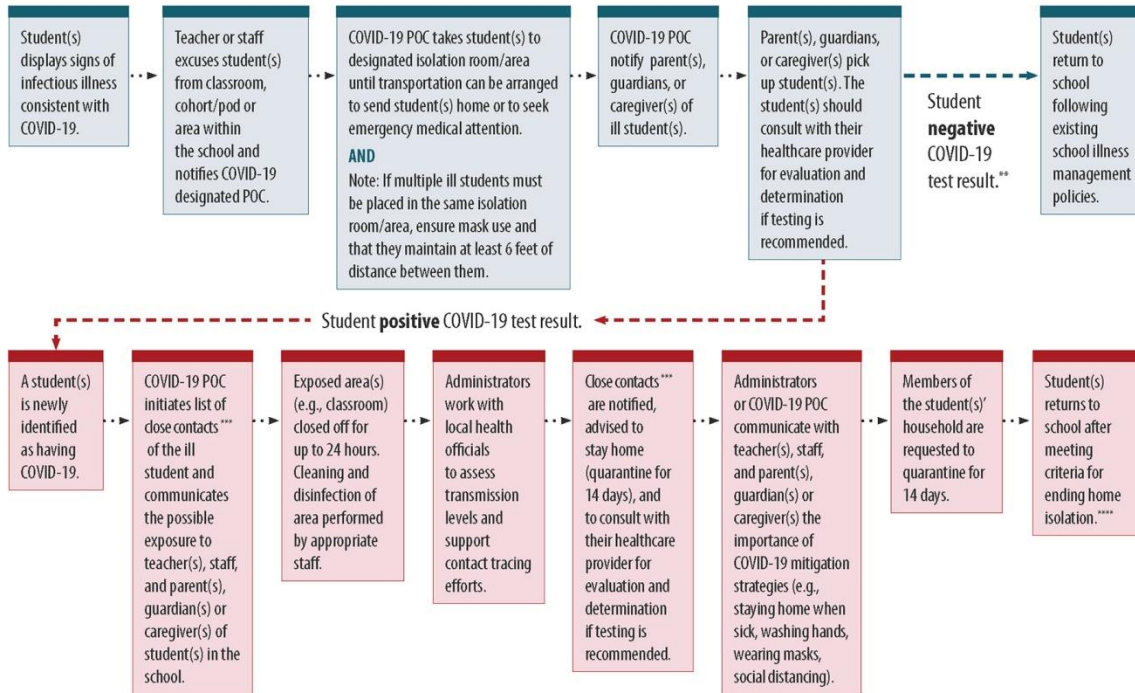 Student(s)
displays signs of
infectious illness
consistent with
COVID-19.
Teacher or staff
excuses student(s)
from classroom,
cohort/pod or
area within
the school and
notifies COVID-19
designated POC.
COVID-19 POC takes student(s) to
designated isolation room/area
until transportation can be arranged
to send student(s) home or to seek
emergency medical attention.
AND
Note: If multiple ill students must
be placed in the same isolation
room/area, ensure mask use and
that they maintain at least 6 feet of
distance between them.
COVID-19 POC
notify parent(s),
guardians, or
caregiver(s) of
ill student(s).
Parent(s), guardians,
or caregiver(s) pick
up student(s). The
student(s) should
consult with their
healthcare provider
for evaluation and
determination
if testing is
recommended.
Student
negative
COVID-19
test result.**
Student(s)
return to
school
following
existing
school illness
management
policies.
Student positive COVID-19 test result.
A student(s)
is newly
identified
as having
COVID-19.
COVID-19 POC
initiates list of
close contacts***
of the ill
student and
communicates
the possible
exposure to
teacher(s), staff,
and parent(s),
guardian(s) or
caregiver(s) of
student(s) in the
school.
Exposed area(s)
(e.g., classroom)
closed off for
up to 24 hours.
Cleaning and
disinfection of
area performed
by appropriate
staff.
Administrators
work with
local health
officials
to assess
transmission
levels and
support
contact tracing
efforts.
Close contacts***
are notified,
advised to
stay home
(quarantine for
14 days), and
to consult with
their healthcare
provider for
evaluation and
determination
if testing is
recommended.
Administrators
or COVID-19 POC
communicate with
teacher(s), staff,
and parent(s),
guardian(s) or
caregiver(s) the
importance of
COVID-19 mitigation
strategies (e.g.,
staying home when
sick, washing hands,
wearing masks,
social distancing).
Members of
the student(s)'
household are
requested to
quarantine for
14 days.
Student(s)
returns to
school after
meeting
criteria for
ending home
isolation.****